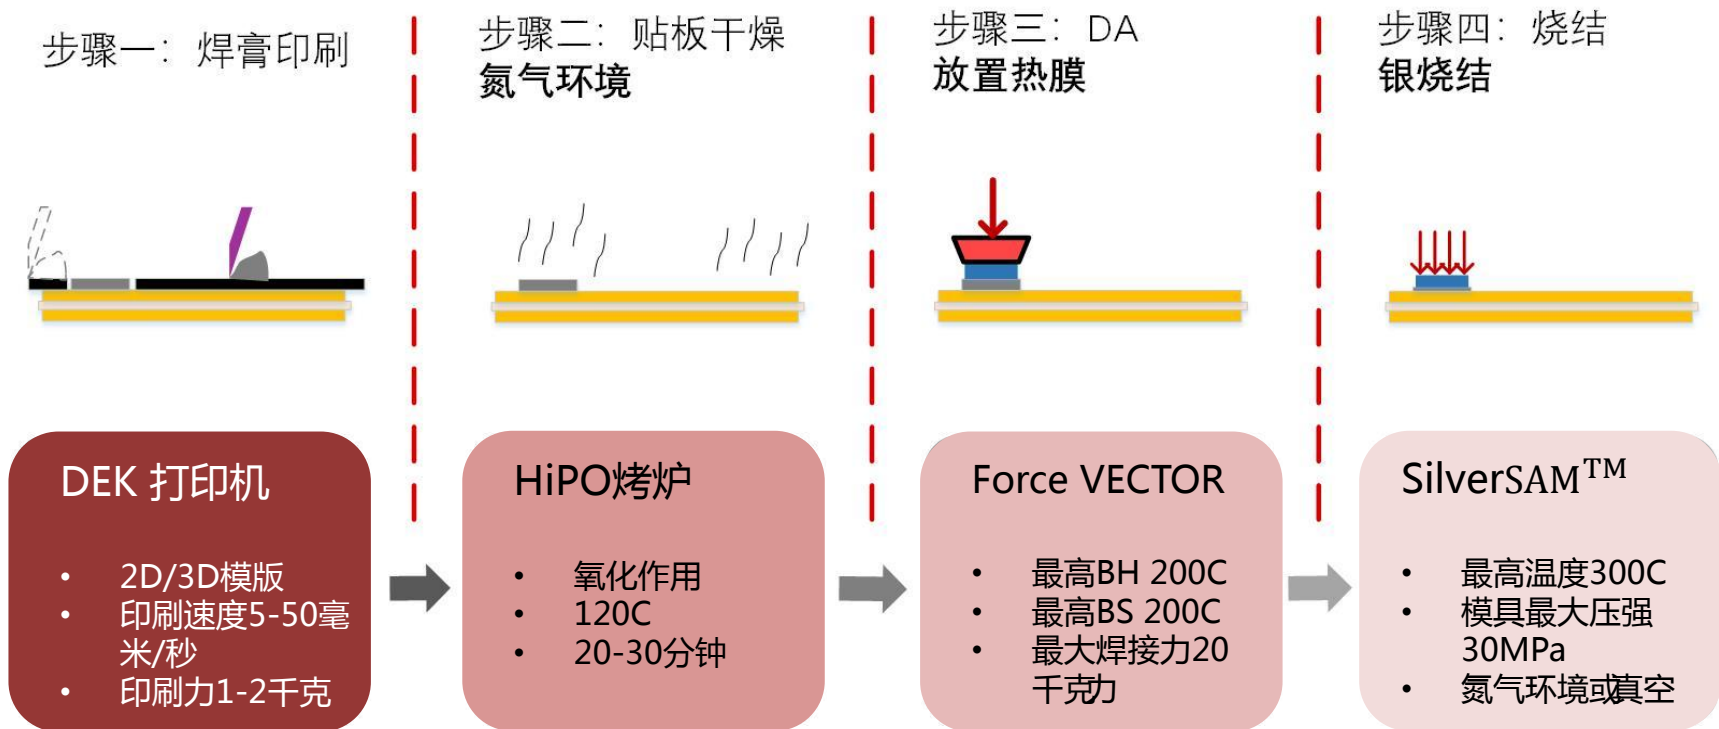 步骤一：焊膏印刷
步骤二：贴板干燥
氮气环境
步骤三：DA
放置热膜
步骤四：烧结
银烧结
DEK 打印机
• 2D/3D模版
• 印刷速度5-50毫
米/秒
• 印刷力1-2千克
HiPO烤炉
• 氧化作用
• 120C
• 20-30分钟
Force VECTOR
• 最高BH 200C
• 最高BS 200C
• 最大焊接力20
千克力
SilverSAM™
• 最高温度300C
• 模具最大压强
30MPa
• 氮气环境或真空